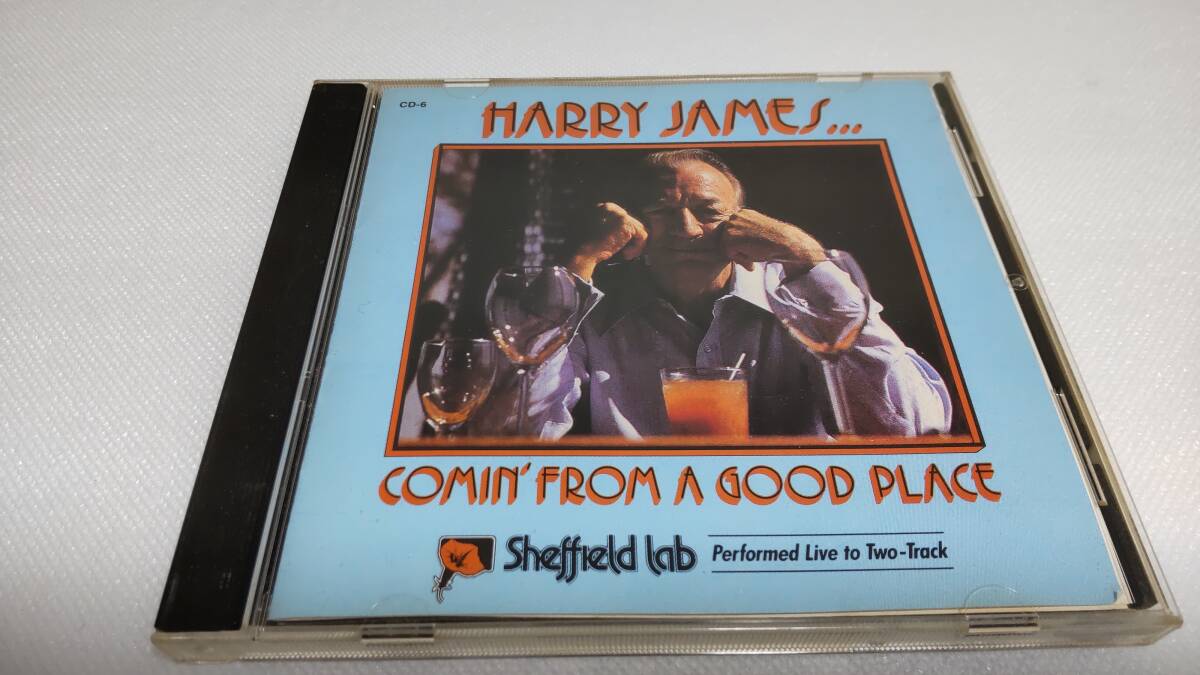 CD-6
HARRY JAMES...
COMIN' FROM A GOOD PLACE
Sheffield Lab Performed Live to Two-Track